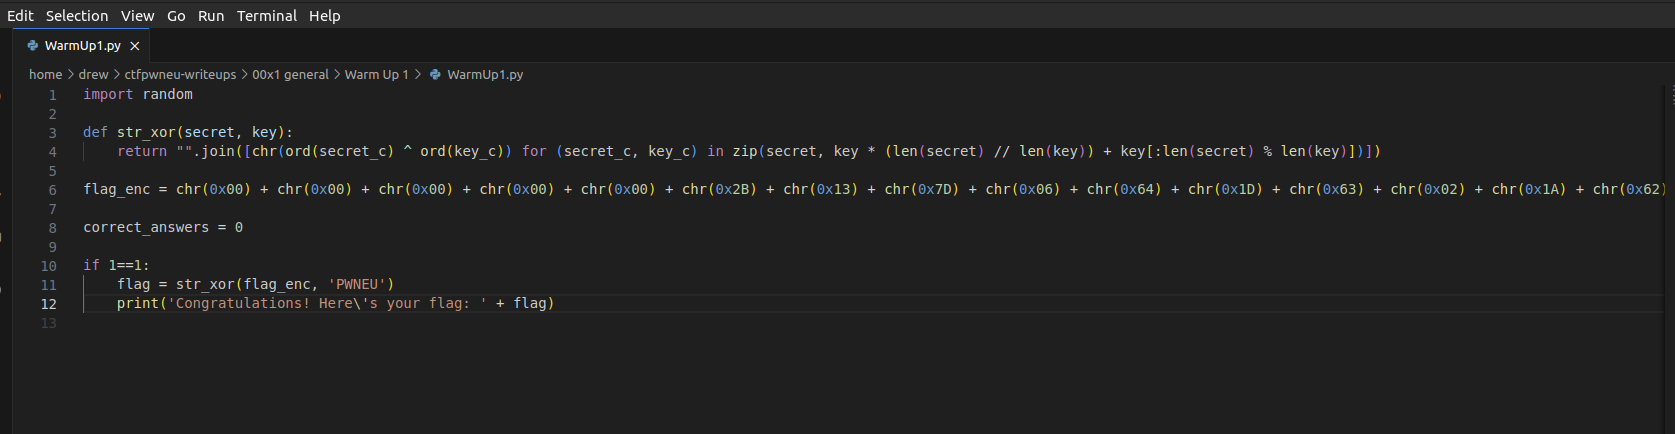 Edit Selection View Go Run Terminal Help
WarmUp1.py ×
home > drew > ctfpwneu-writeups > 00x1 general > Warm Up 1 > WarmUp1.py
1 import random
2
3 def str_xor(secret, key):
4     return "".join([chr(ord(secret_c) ^ ord(key_c)) for (secret_c, key_c) in zip(secret, key * (len(secret) // len(key)) + key[:len(secret) % len(key)])])
5
6 flag_enc = chr(0x00) + chr(0x00) + chr(0x00) + chr(0x00) + chr(0x00) + chr(0x2B) + chr(0x13) + chr(0x7D) + chr(0x06) + chr(0x64) + chr(0x1D) + chr(0x63) + chr(0x02) + chr(0x1A) + chr(0x62)
7
8 correct_answers = 0
9
10 if 1==1:
11     flag = str_xor(flag_enc, 'PWNEU')
12     print('Congratulations! Here\'s your flag: ' + flag)
13